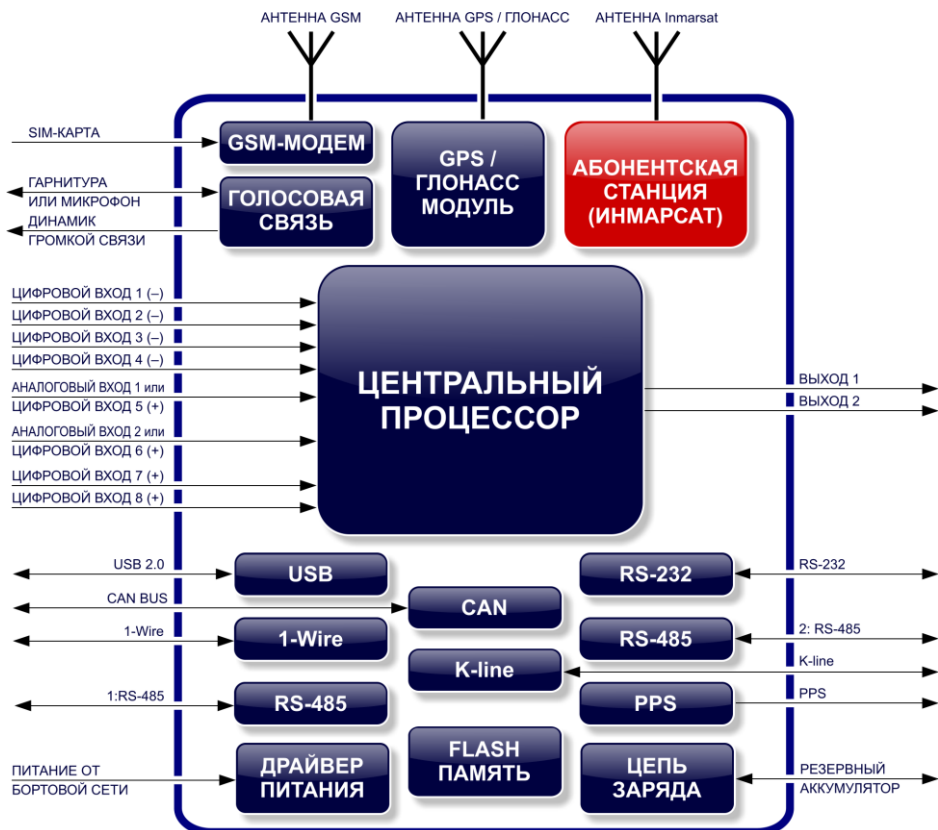 АНТЕННА GSM
АНТЕННА GPS / ГЛОНАСС
АНТЕННА Inmarsat
SIM-КАРТА
GSM-МОДЕМ
GPS /
ГЛОНАСС
МОДУЛЬ
АБОНЕНТСКАЯ
СТАНЦИЯ
(ИНМАРСАТ)
ГАРНИТУРА
ИЛИ МИКРОФОН
ДИНАМИК
ГРОМКОЙ СВЯЗИ
ГОЛОСОВАЯ
СВЯЗЬ
ЦИФРОВОЙ ВХОД 1 (–)
ЦИФРОВОЙ ВХОД 2 (–)
ЦИФРОВОЙ ВХОД 3 (–)
ЦИФРОВОЙ ВХОД 4 (–)
АНАЛОГОВЫЙ ВХОД 1 или
ЦИФРОВОЙ ВХОД 5 (+)
АНАЛОГОВЫЙ ВХОД 2 или
ЦИФРОВОЙ ВХОД 6 (+)
ЦИФРОВОЙ ВХОД 7 (+)
ЦИФРОВОЙ ВХОД 8 (+)
ЦЕНТРАЛЬНЫЙ
ПРОЦЕССОР
ВЫХОД 1
ВЫХОД 2
USB 2.0
USB
RS-232
RS-232
CAN BUS
CAN
1-Wire
1-Wire
RS-485
2: RS-485
K-line
K-line
1:RS-485
RS-485
PPS
PPS
ПИТАНИЕ ОТ
БОРТОВОЙ СЕТИ
ДРАЙВЕР
ПИТАНИЯ
FLASH
ПАМЯТЬ
ЦЕПЬ
ЗАРЯДА
РЕЗЕРВНЫЙ
АККУМУЛЯТОР